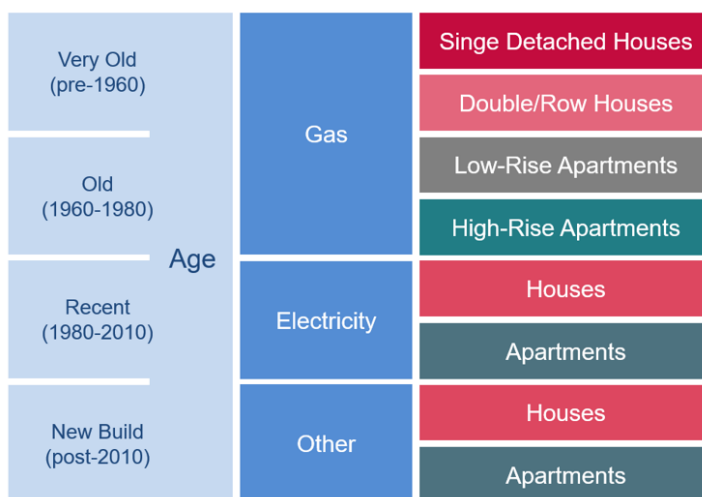 Very Old
(pre-1960)
Old
(1960-1980)
Recent
(1980-2010)
New Build
(post-2010)
Age
Gas
Electricity
Other
Singe Detached Houses
Double/Row Houses
Low-Rise Apartments
High-Rise Apartments
Houses
Apartments
Houses
Apartments